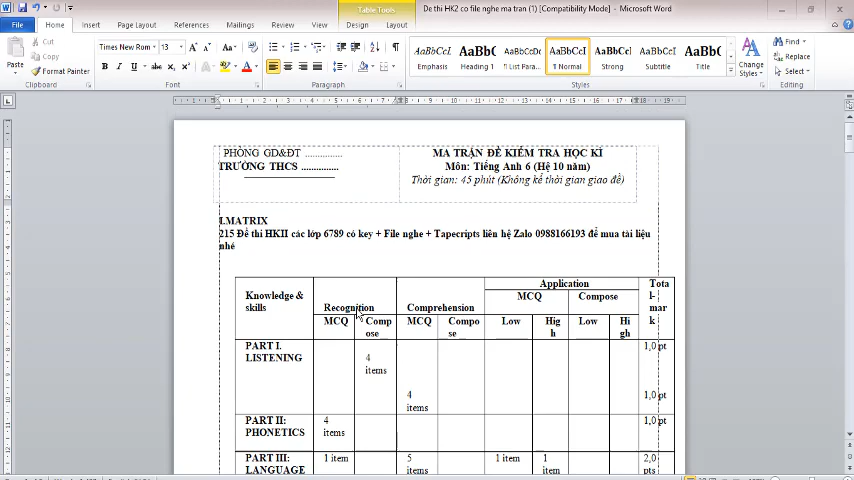 Table Tools
De thi HK2 co file nghe ma tran (1) [Compatibility Mode] - Microsoft Word
File Home Insert Page Layout References Mailings Review View Design Layout
Cut
Copy
Format Painter
Paste
Clipboard
Times New Rom 13
Font
Paragraph
AaBbCcI AaBbC AaBbCcDc AaBbCcI AaBbCc AaBbCc AaBbC
Emphasis Heading 1 ¶ List Para... ¶ Normal Strong Subtitle Title
Styles
Change Styles
Find
Replace
Select
Editing
PHÒNG GD&ĐT ..............
TRƯỜNG THCS ..............
MA TRẬN ĐỀ KIỂM TRA HỌC KÌ
Môn: Tiếng Anh 6 (Hệ 10 năm)
Thời gian: 45 phút (Không kể thời gian giao đề)
I.MATRIX
215 Đề thi HKII các lớp 6789 có key + File nghe + Tapecripts liên hệ Zalo 0988166193 để mua tài liệu
nhé
Knowledge &
skills
Recognition
Comprehension
Application
MCQ Compose
Tota
l-
mar
k
MCQ Comp
ose
MCQ Compo
se
Low Hig
h
Low Hi
gh
PART I.
LISTENING
4
items
4
items
1,0 pt
1,0 pt
PART II:
PHONETICS
4
items
1,0 pt
PART III:
LANGUAGE
1 item
5
items
1 item
1
item
2,0
pts